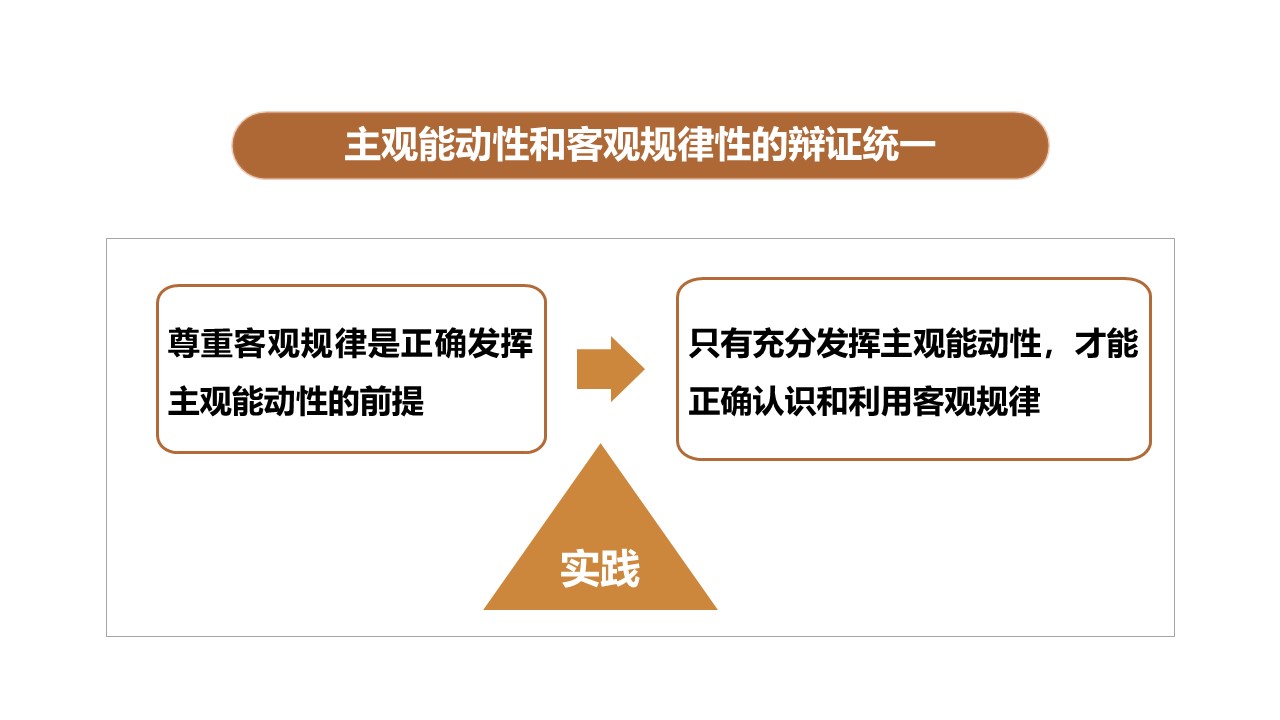 主观能动性和客观规律性的辩证统一
尊重客观规律是正确发挥
主观能动性的前提
只有充分发挥主观能动性，才能
正确认识和利用客观规律
实践